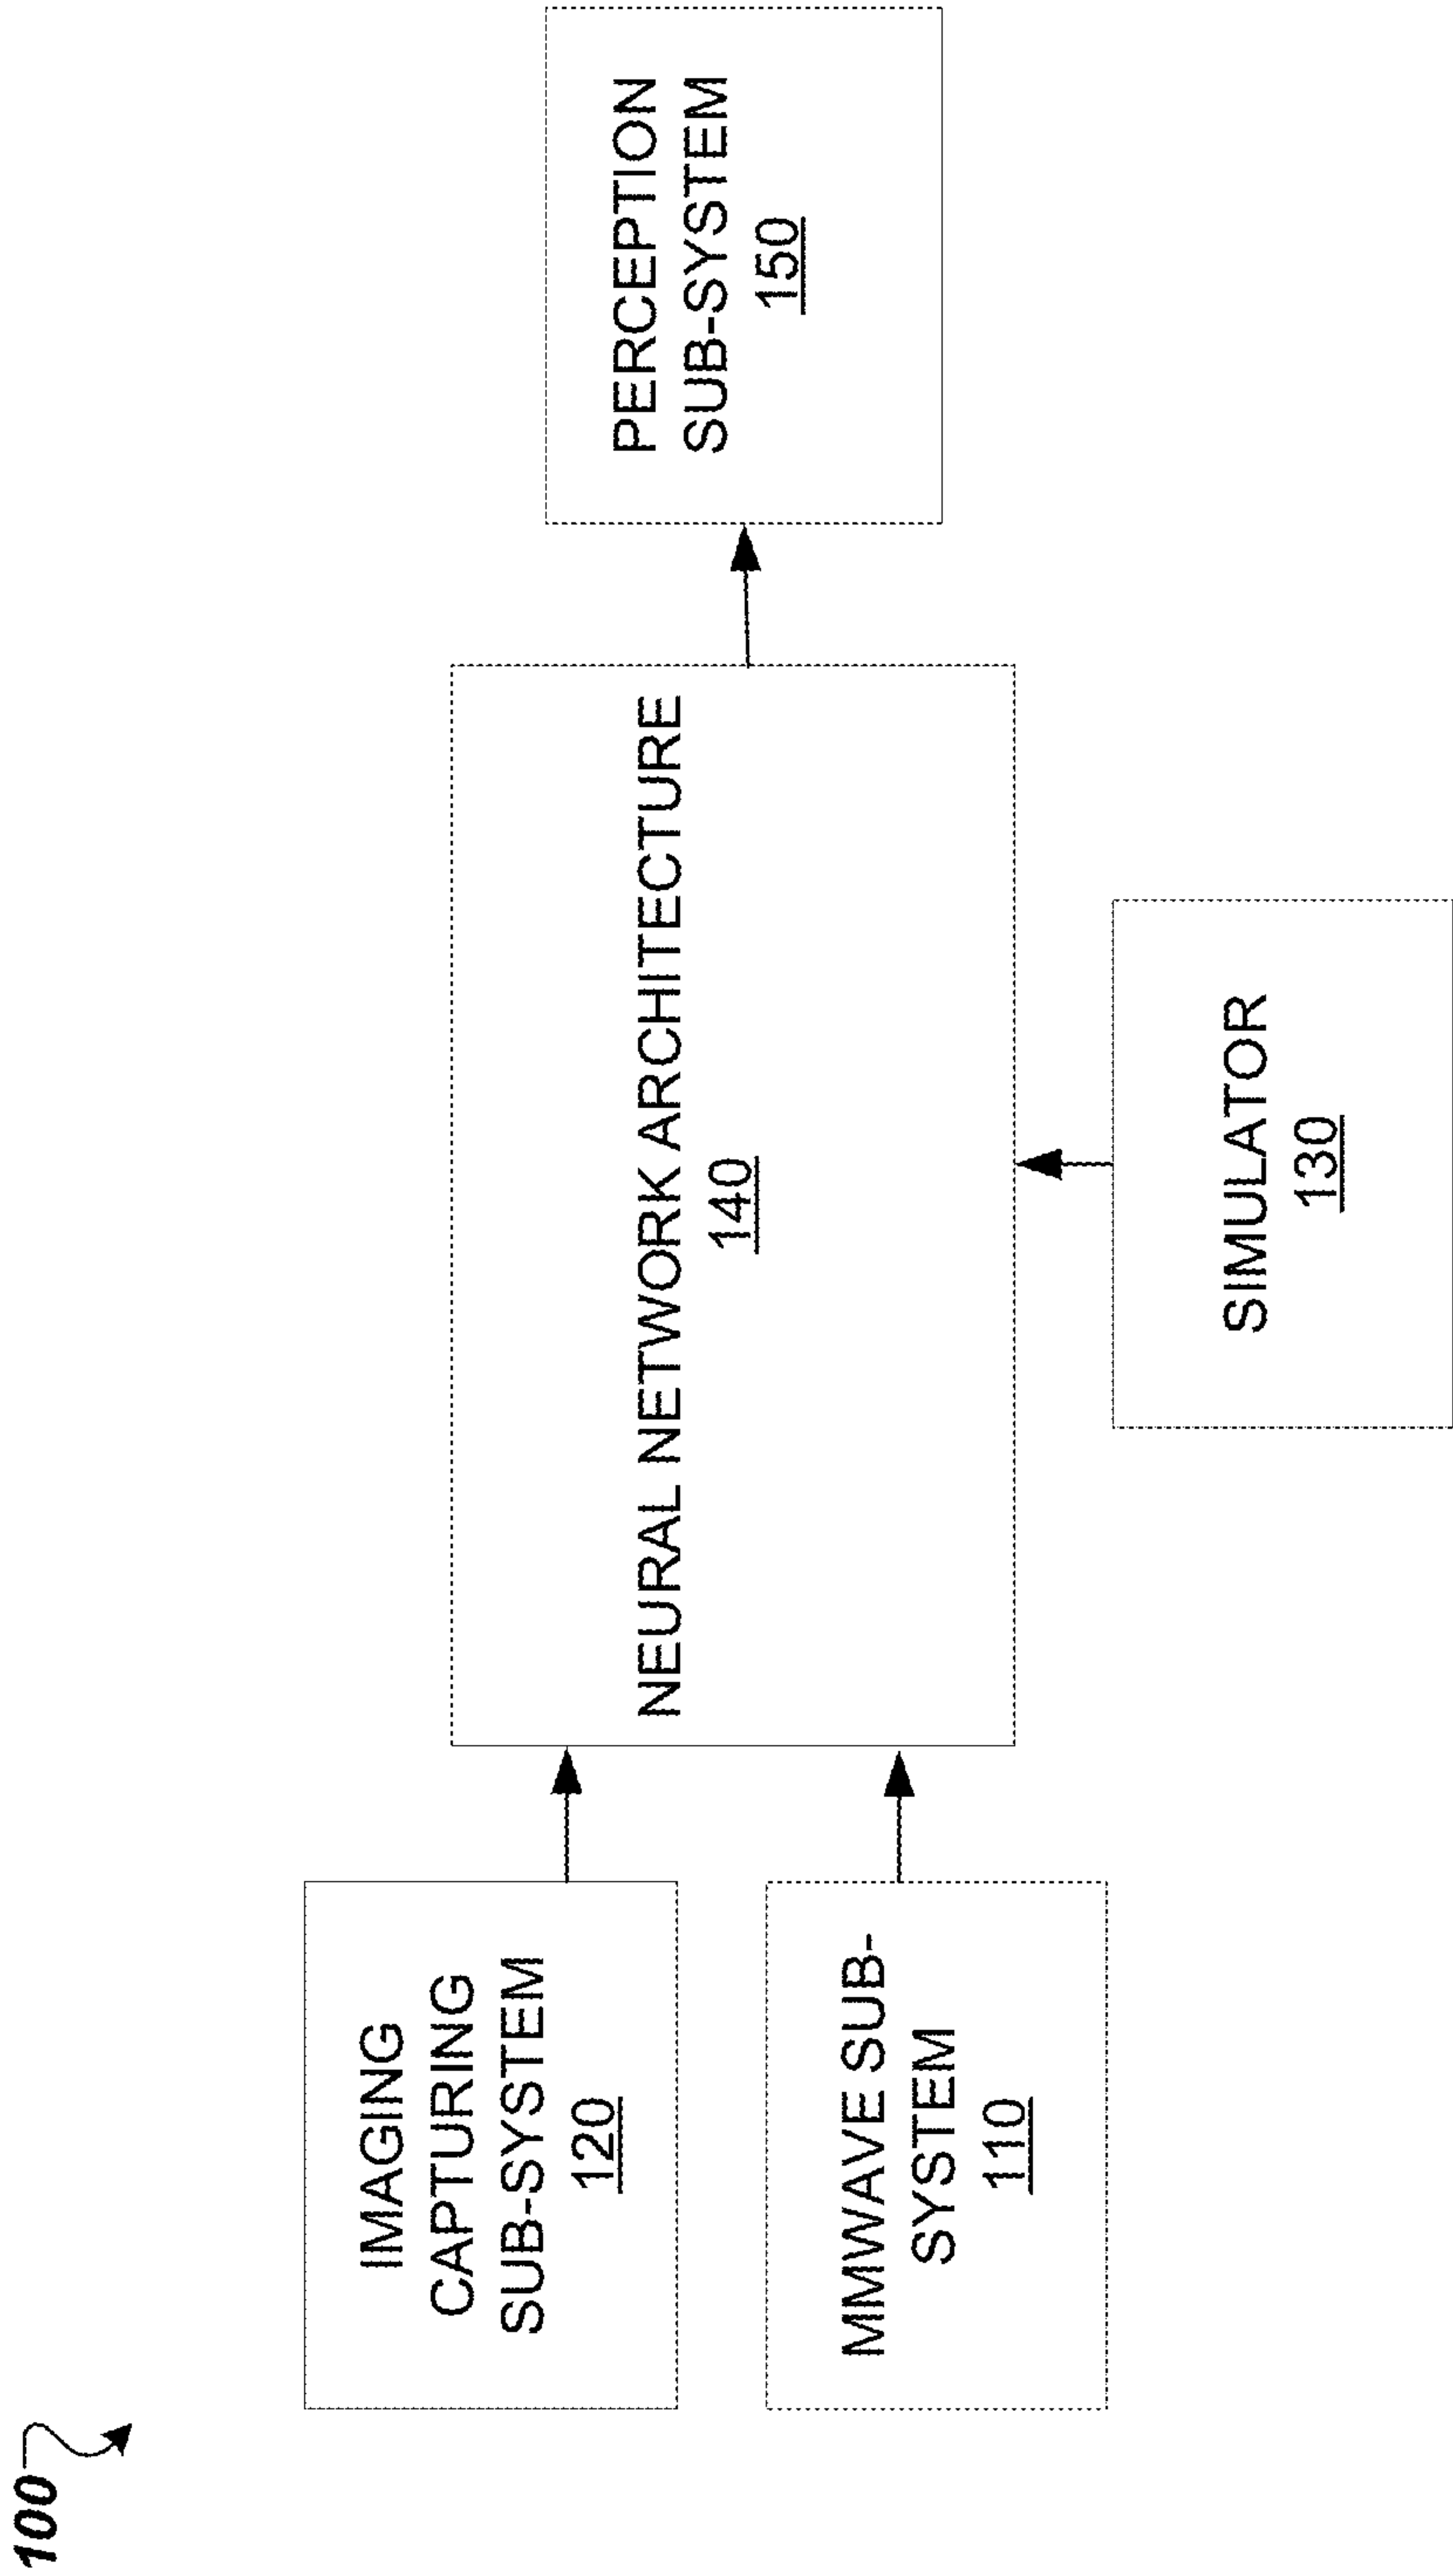 100
IMAGING
CAPTURING
SUB-SYSTEM
120
MMWAVE SUB-
SYSTEM
110
NEURAL NETWORK ARCHITECTURE
140
SIMULATOR
130
PERCEPTION
SUB-SYSTEM
150